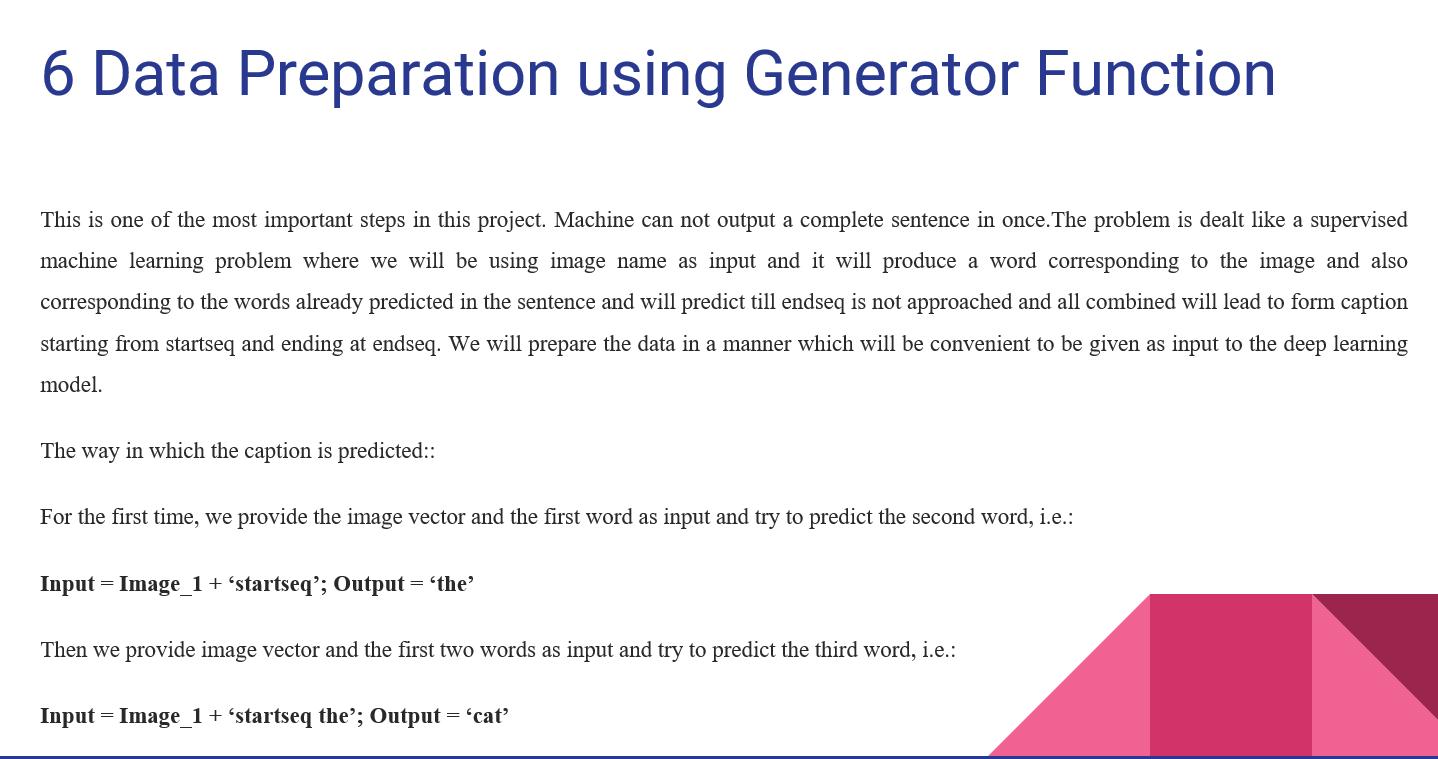 6 Data Preparation using Generator Function
This is one of the most important steps in this project. Machine can not output a complete sentence in once.The problem is dealt like a supervised
machine learning problem where we will be using image name as input and it will produce a word corresponding to the image and also
corresponding to the words already predicted in the sentence and will predict till endseq is not approached and all combined will lead to form caption
starting from startseq and ending at endseq. We will prepare the data in a manner which will be convenient to be given as input to the deep learning
model.
The way in which the caption is predicted::
For the first time, we provide the image vector and the first word as input and try to predict the second word, i.e.:
Input = Image_1 + ‘startseq’; Output = ‘the’
Then we provide image vector and the first two words as input and try to predict the third word, i.e.:
Input = Image_1 + ‘startseq the’; Output = ‘cat’